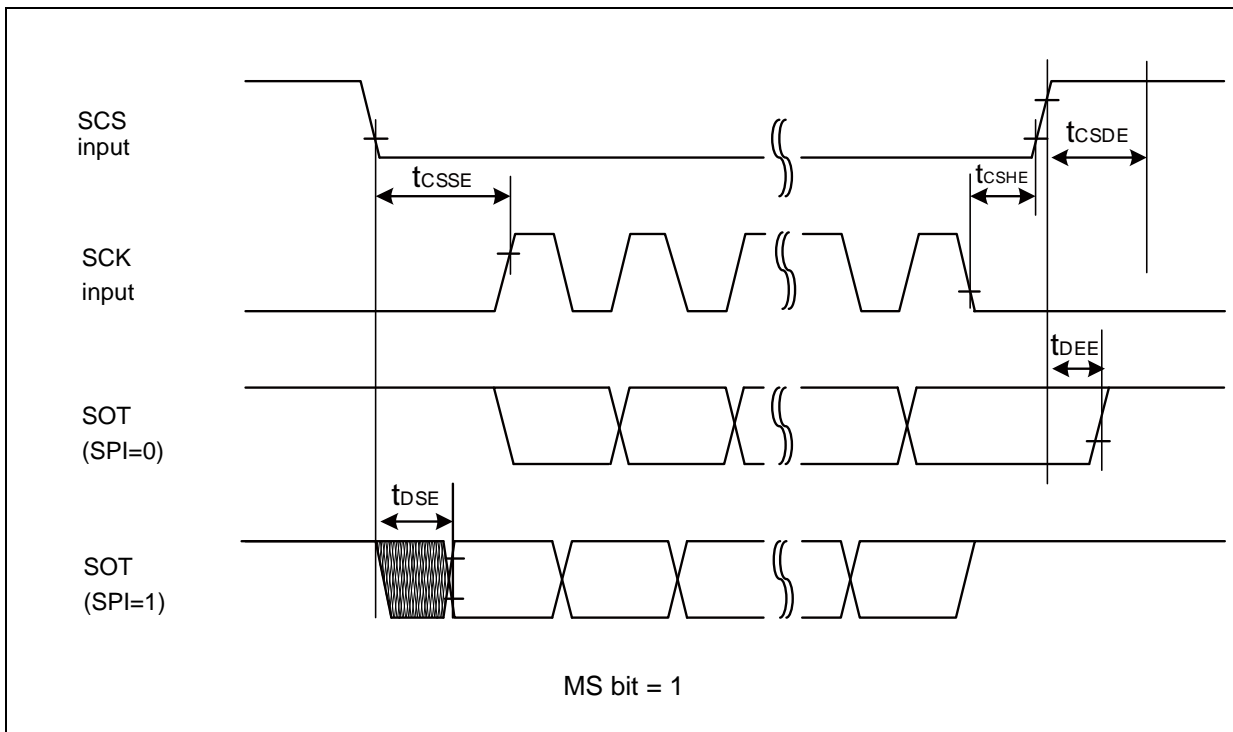 SCS
input
tCSDE
tCSSE
tCSHE
SCK
input
tDEE
SOT
(SPI=0)
tDSE
SOT
(SPI=1)
MS bit = 1